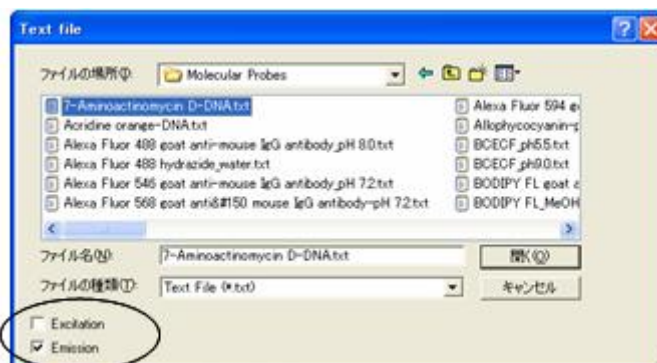 Text file
ファイルの場所(I): Molecular Probes
7-Aminoactinomycin D-DNA.txt
Acridine orange-DNA.txt
Alexa Fluor 488 goat anti-mouse IgG antibody_pH 8.0.txt
Alexa Fluor 488 hydrazide_water.txt
Alexa Fluor 546 goat anti-mouse IgG antibody_pH 7.2.txt
Alexa Fluor 568 goat anti&#150 mouse IgG antibody-pH 7.2.txt
Alexa Fluor 594 g
Allophycocyanin-p
BCECF_ph5.5.txt
BCECF_ph9.0.txt
BODIPY FL goat a
BODIPY FL_MeOH
ファイル名(N): 7-Aminoactinomycin D-DNA.txt 開く(O)
ファイルの種類(T): Text File (*.txt) キャンセル
Excitation
Emission